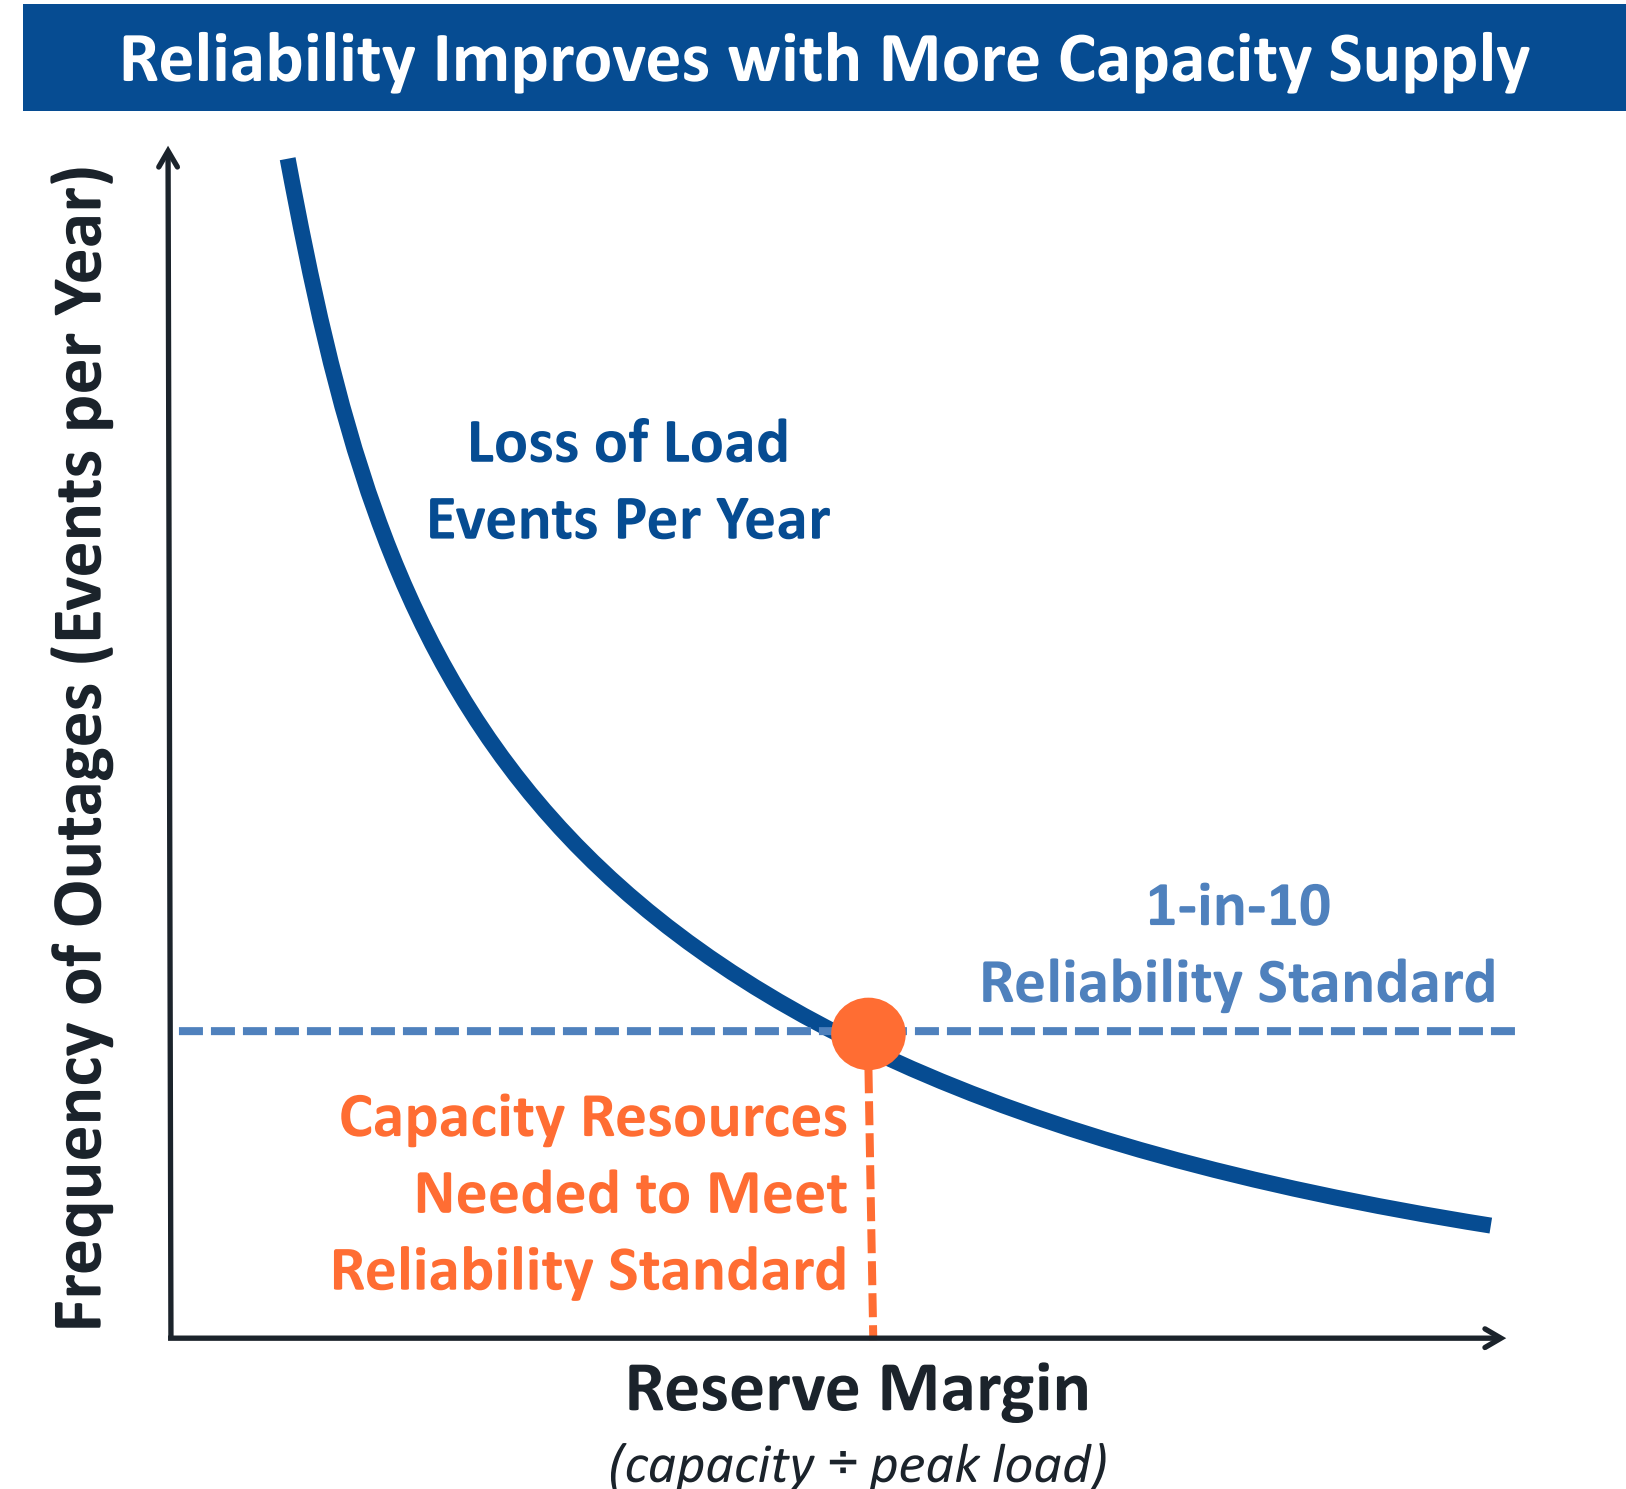 Reliability Improves with More Capacity Supply
Frequency of Outages (Events per Year)
Loss of Load
Events Per Year
1-in-10
Reliability Standard
Capacity Resources
Needed to Meet
Reliability Standard
Reserve Margin
(capacity ÷ peak load)